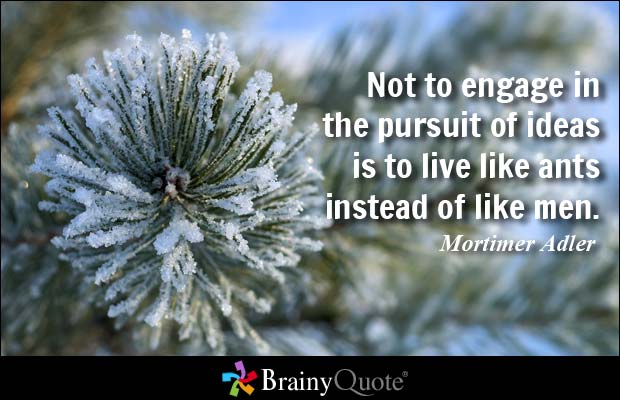 Not to engage in
the pursuit of ideas
is to live like ants
instead of like men.
Mortimer Adler
BrainyQuote®